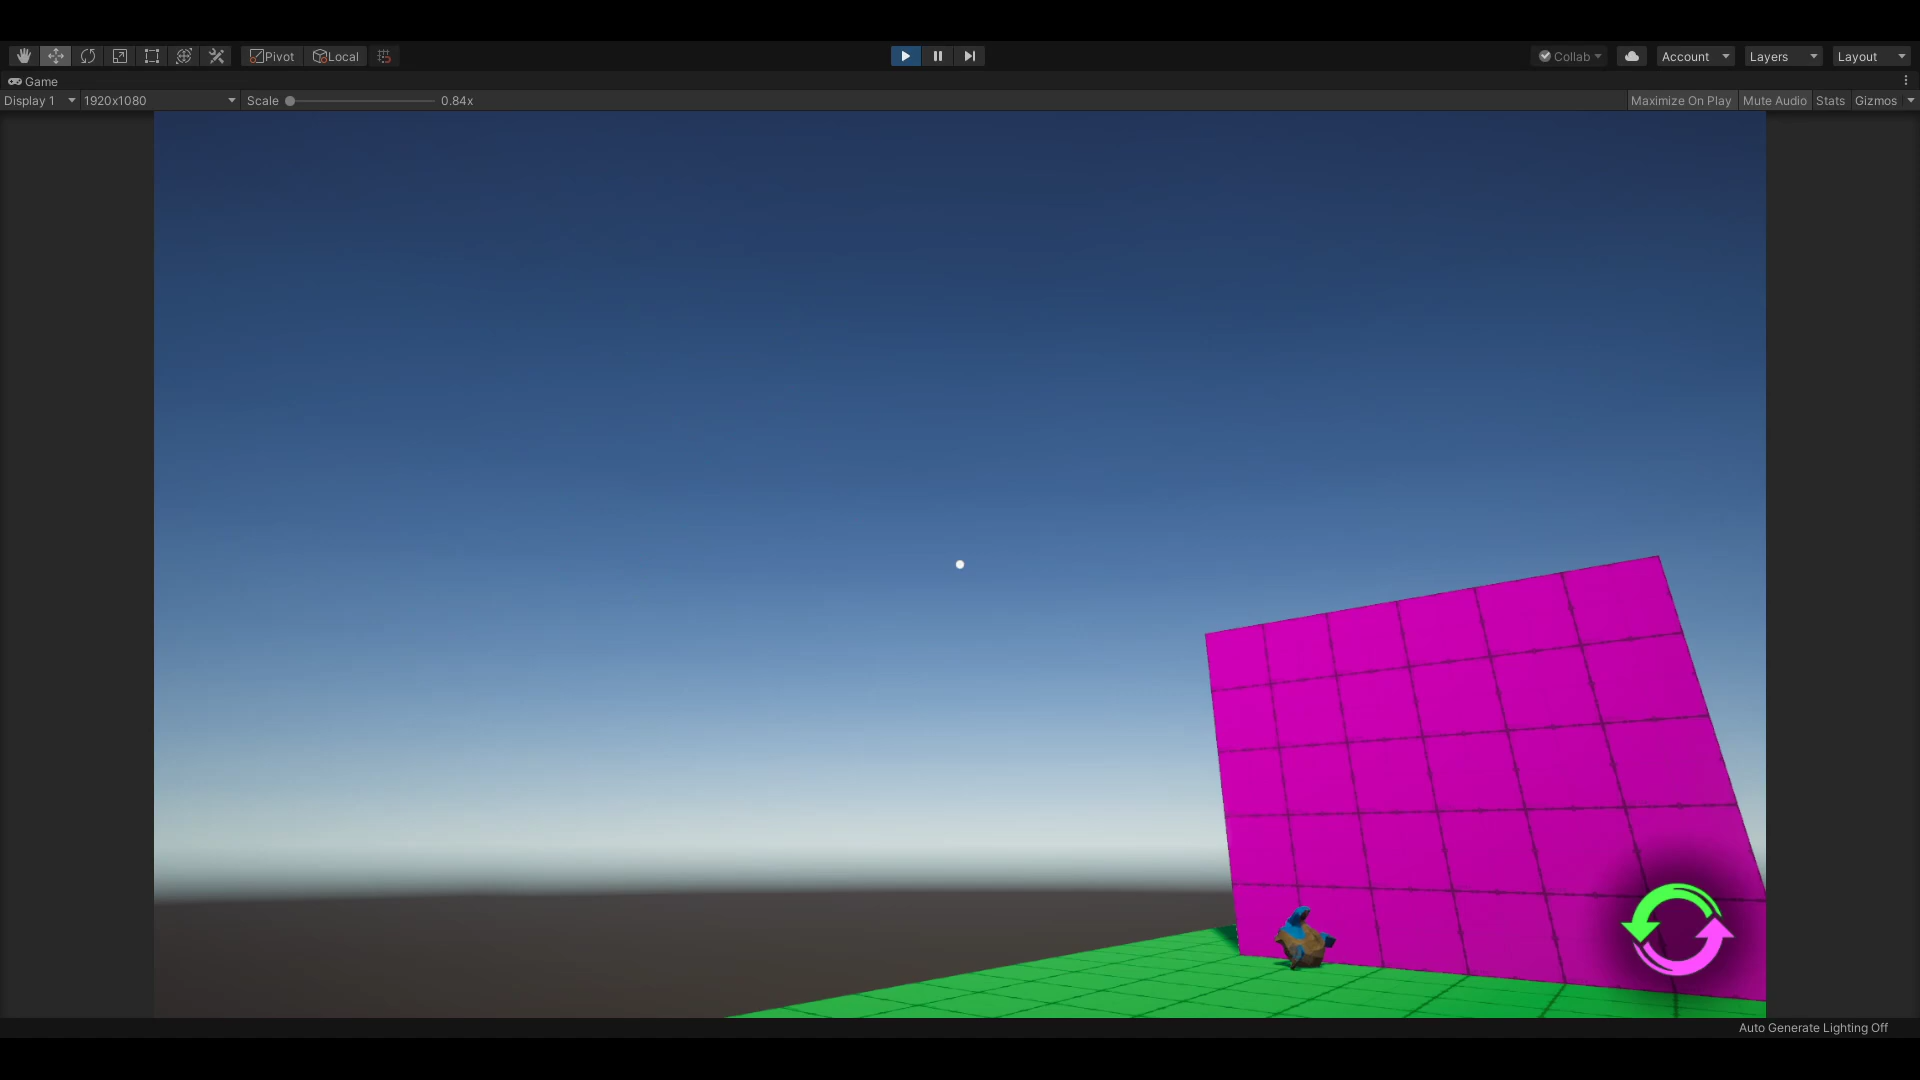 Pivot Local Collab Account Layers Layout
Game
Display 1 1920x1080 Scale 0.84x Maximize On Play Mute Audio Stats Gizmos
Auto Generate Lighting Off